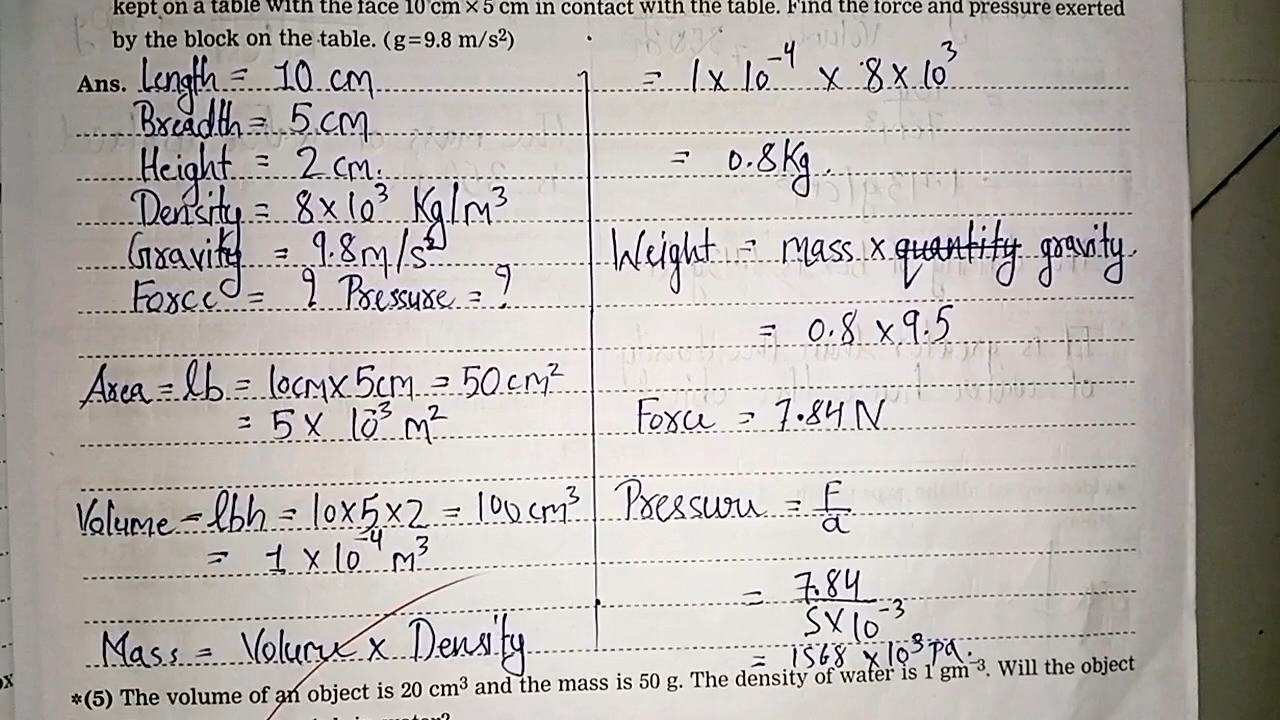 kept on a table with the face 10 cm × 5 cm in contact with the table. Find the force and pressure exerted
by the block on the table. (g=9.8 m/s²)
Ans. Length = 10 cm
Breadth = 5 cm
Height = 2 cm.
Density = 8×10³ Kg/m³
Gravity = 9.8m/s²
Force = ? Pressure = ?
Area = lb = 10cm×5cm = 50cm²
= 5 × 10⁻³ m²
Volume = lbh = 10×5×2 = 100cm³
= 1 × 10⁻⁴ m³
Mass = Volume × Density
= 1 × 10⁻⁴ × 8 × 10³
= 0.8 Kg.
Weight = mass × quantity gravity.
= 0.8 × 9.5
Force = 7.84 N
Pressure = F/a
= 7.84
5×10⁻³
= 1568 × 10³ pa.
*(5) The volume of an object is 20 cm³ and the mass is 50 g. The density of water is 1 gm⁻³. Will the object